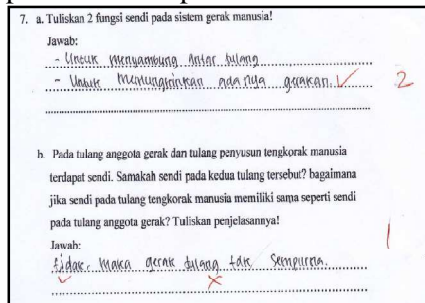 7. a. Tuliskan 2 fungsi sendi pada sistem gerak manusia!
Jawab:
- Untuk menyambung antar tulang
- Untuk memungkinkan adanya gerakan. ✓
2
b. Pada tulang anggota gerak dan tulang penyusun tengkorak manusia
terdapat sendi. Samakah sendi pada kedua tulang tersebut? bagaimana
jika sendi pada tulang tengkorak manusia memiliki sama seperti sendi
pada tulang anggota gerak? Tuliskan penjelasannya!
1
Jawab:
tidak. Maka gerak tulang tdk sempurna.